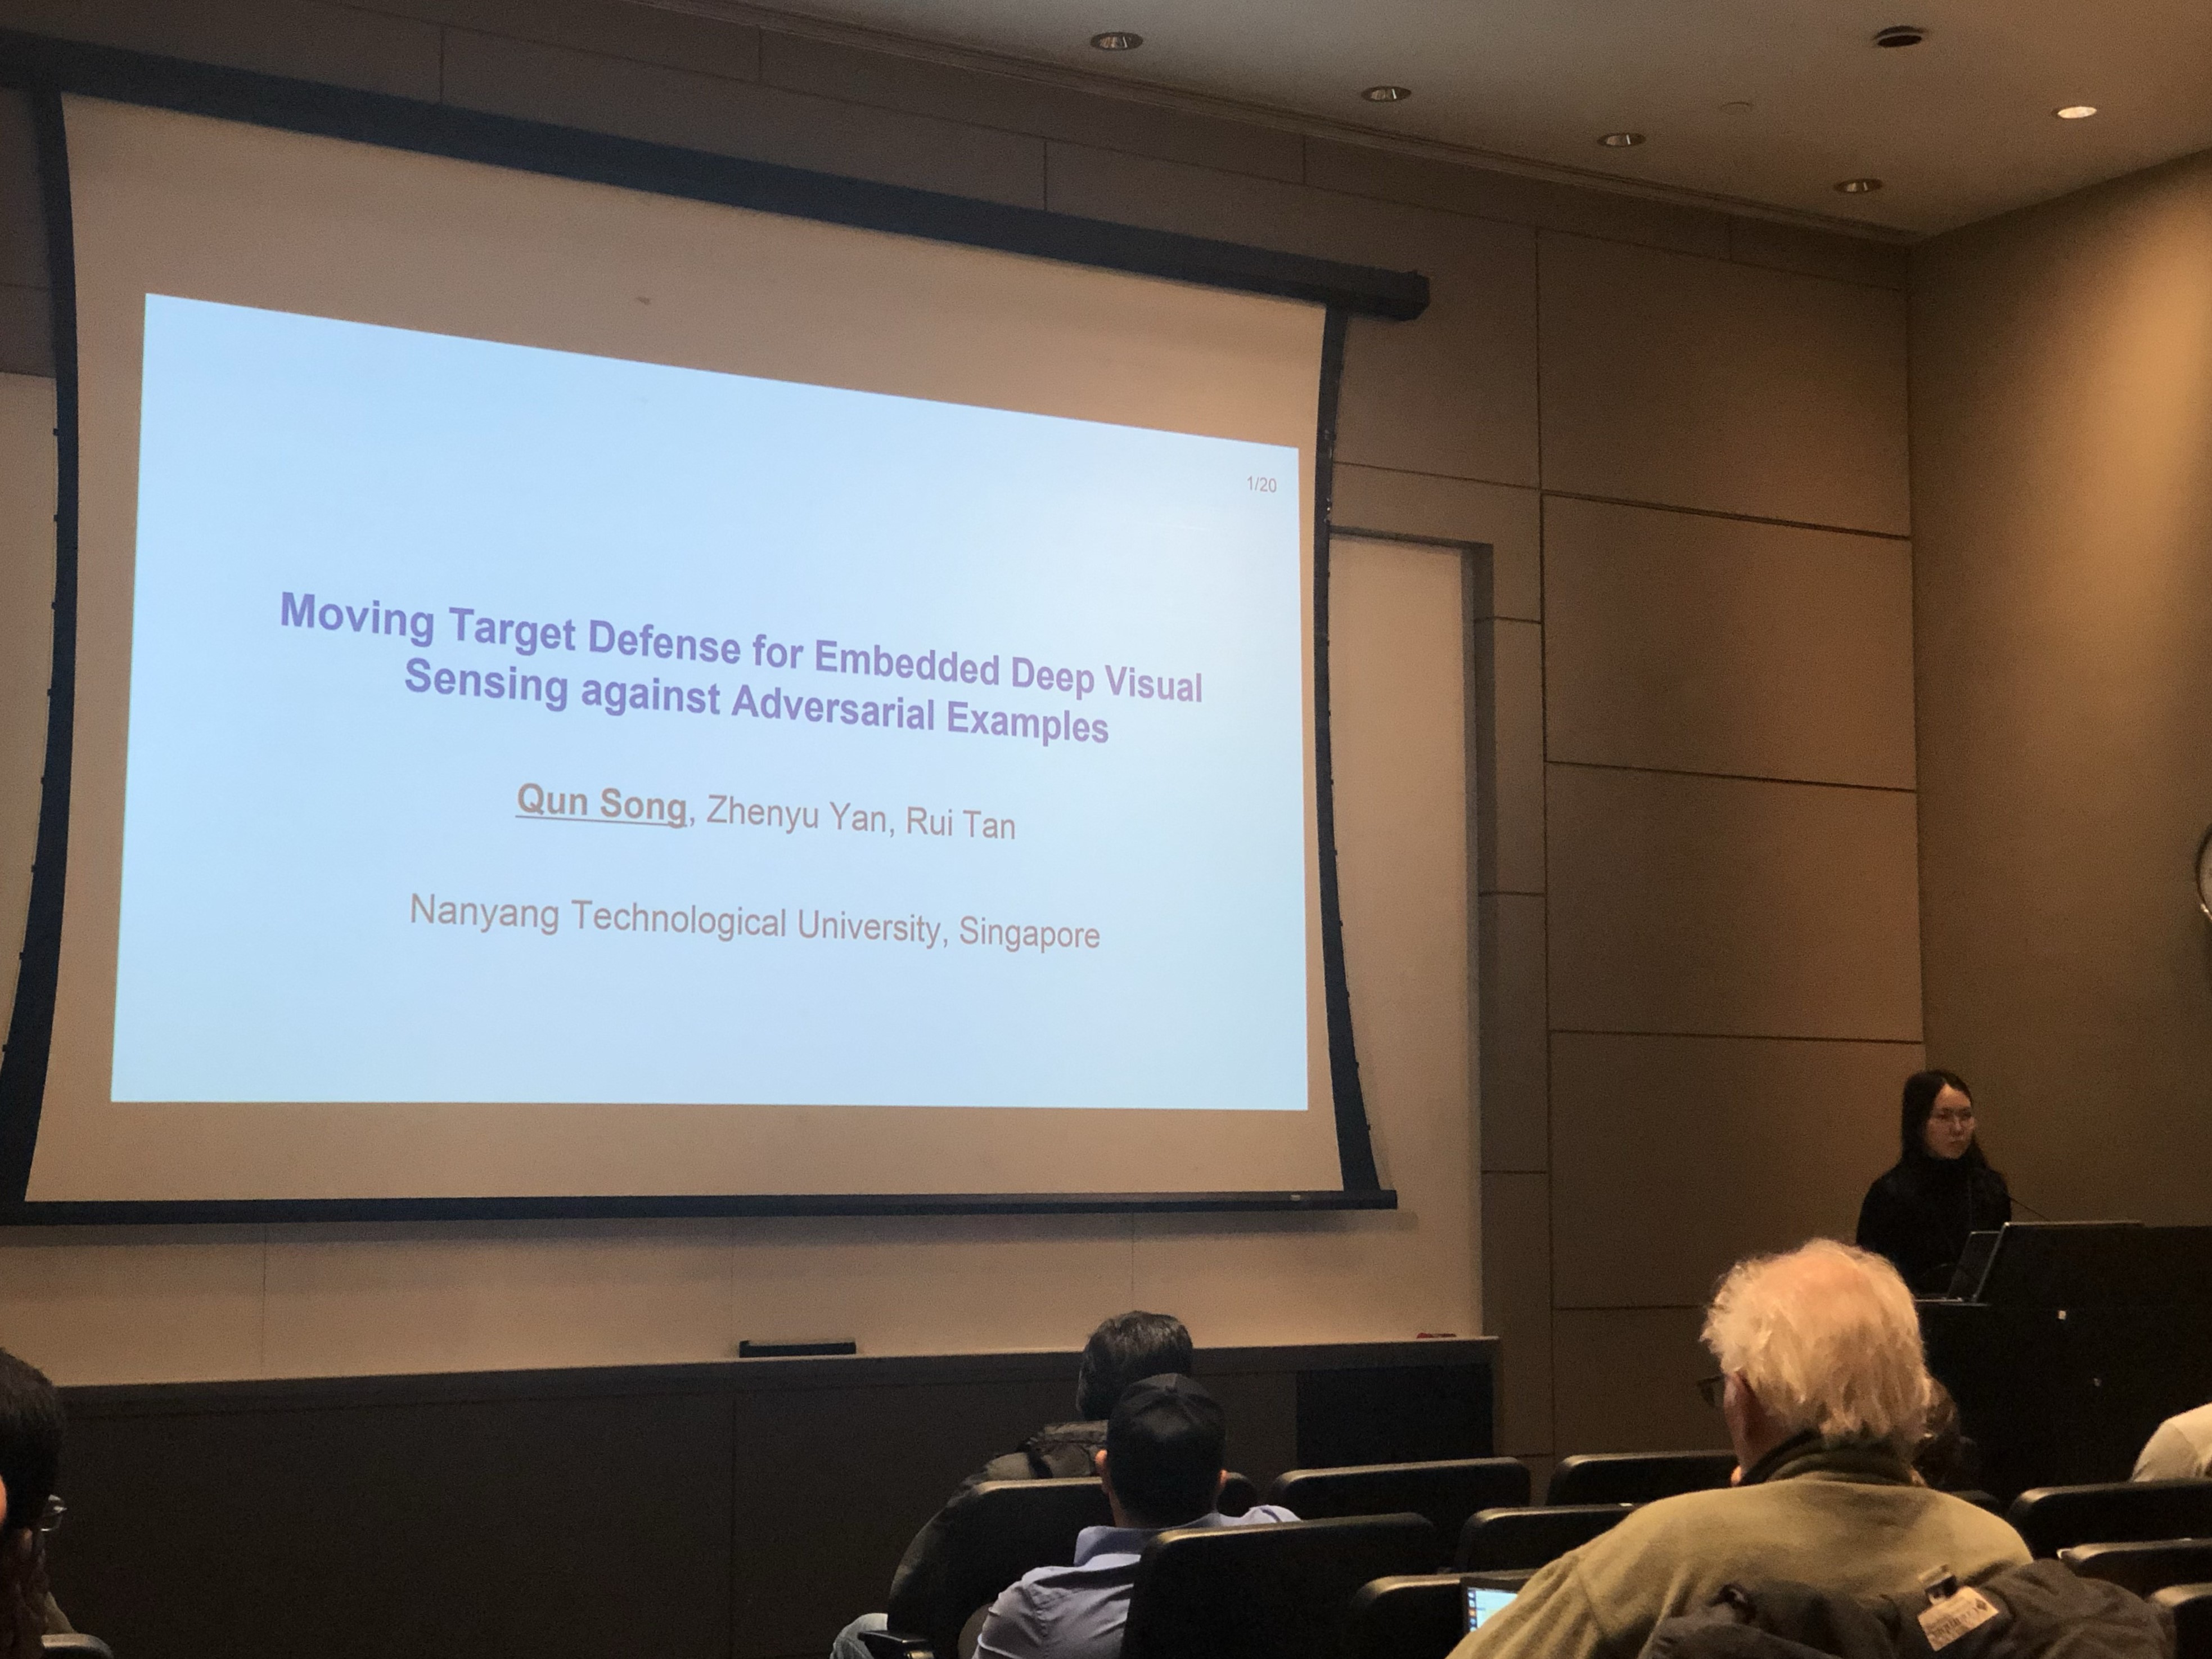 1/20
Moving Target Defense for Embedded Deep Visual
Sensing against Adversarial Examples
Qun Song, Zhenyu Yan, Rui Tan
Nanyang Technological University, Singapore